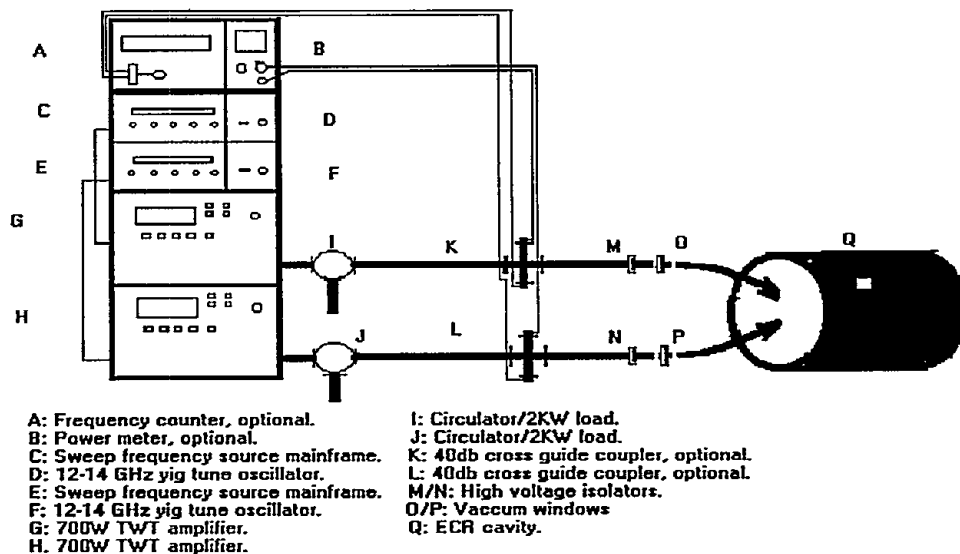 A
B
C
D
E
F
G
I
K
M
O
Q
H
J
L
N
P
A: Frequency counter, optional.
B: Power meter, optional.
C: Sweep frequency source mainframe.
D: 12-14 GHz yig tune oscillator.
E: Sweep frequency source mainframe.
F: 12-14 GHz yig tune oscillator.
G: 700W TWT amplifier.
H. 700W TWT amplifier.
I: Circulator/2KW load.
J: Circulator/2KW load.
K: 40db cross guide coupler, optional.
L: 40db cross guide coupler, optional.
M/N: High voltage isolators.
O/P: Vaccum windows
Q: ECR cavity.